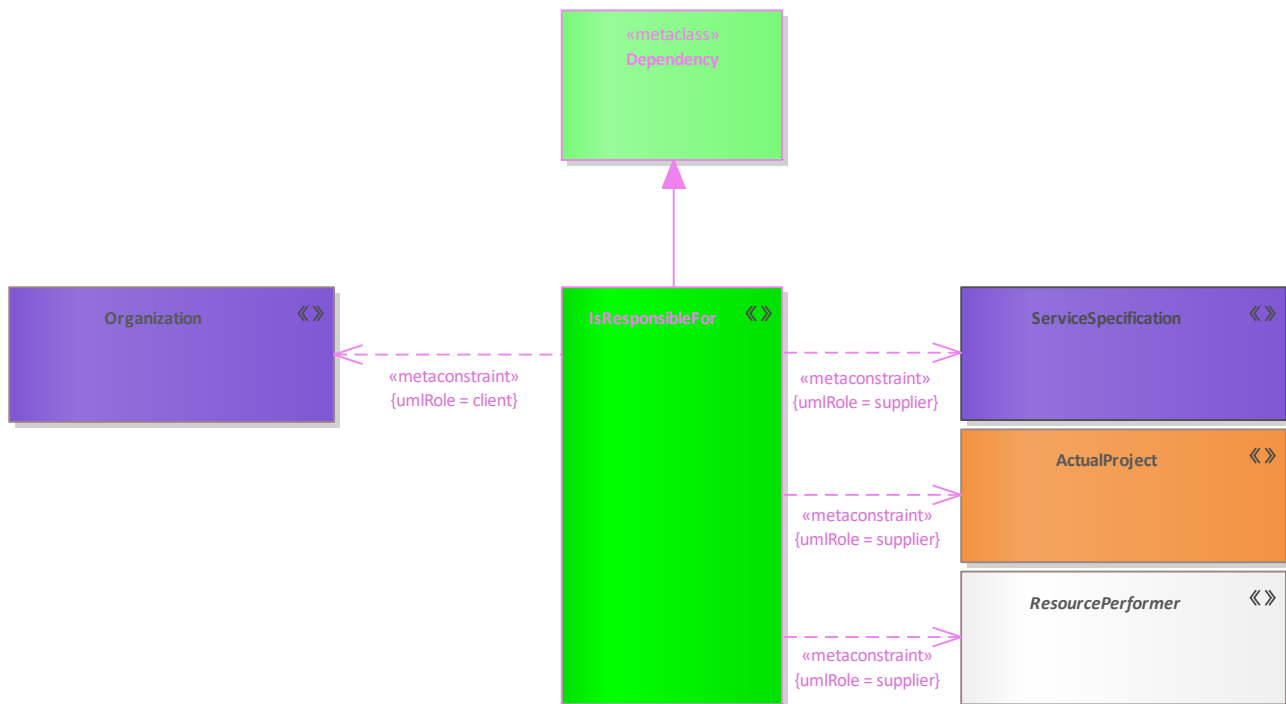 «metaclass»
Dependency
Organization «»
IsResponsibleFor «»
ServiceSpecification «»
«metaconstraint»
{umlRole = client}
«metaconstraint»
{umlRole = supplier}
ActualProject «»
«metaconstraint»
{umlRole = supplier}
ResourcePerformer «»
«metaconstraint»
{umlRole = supplier}